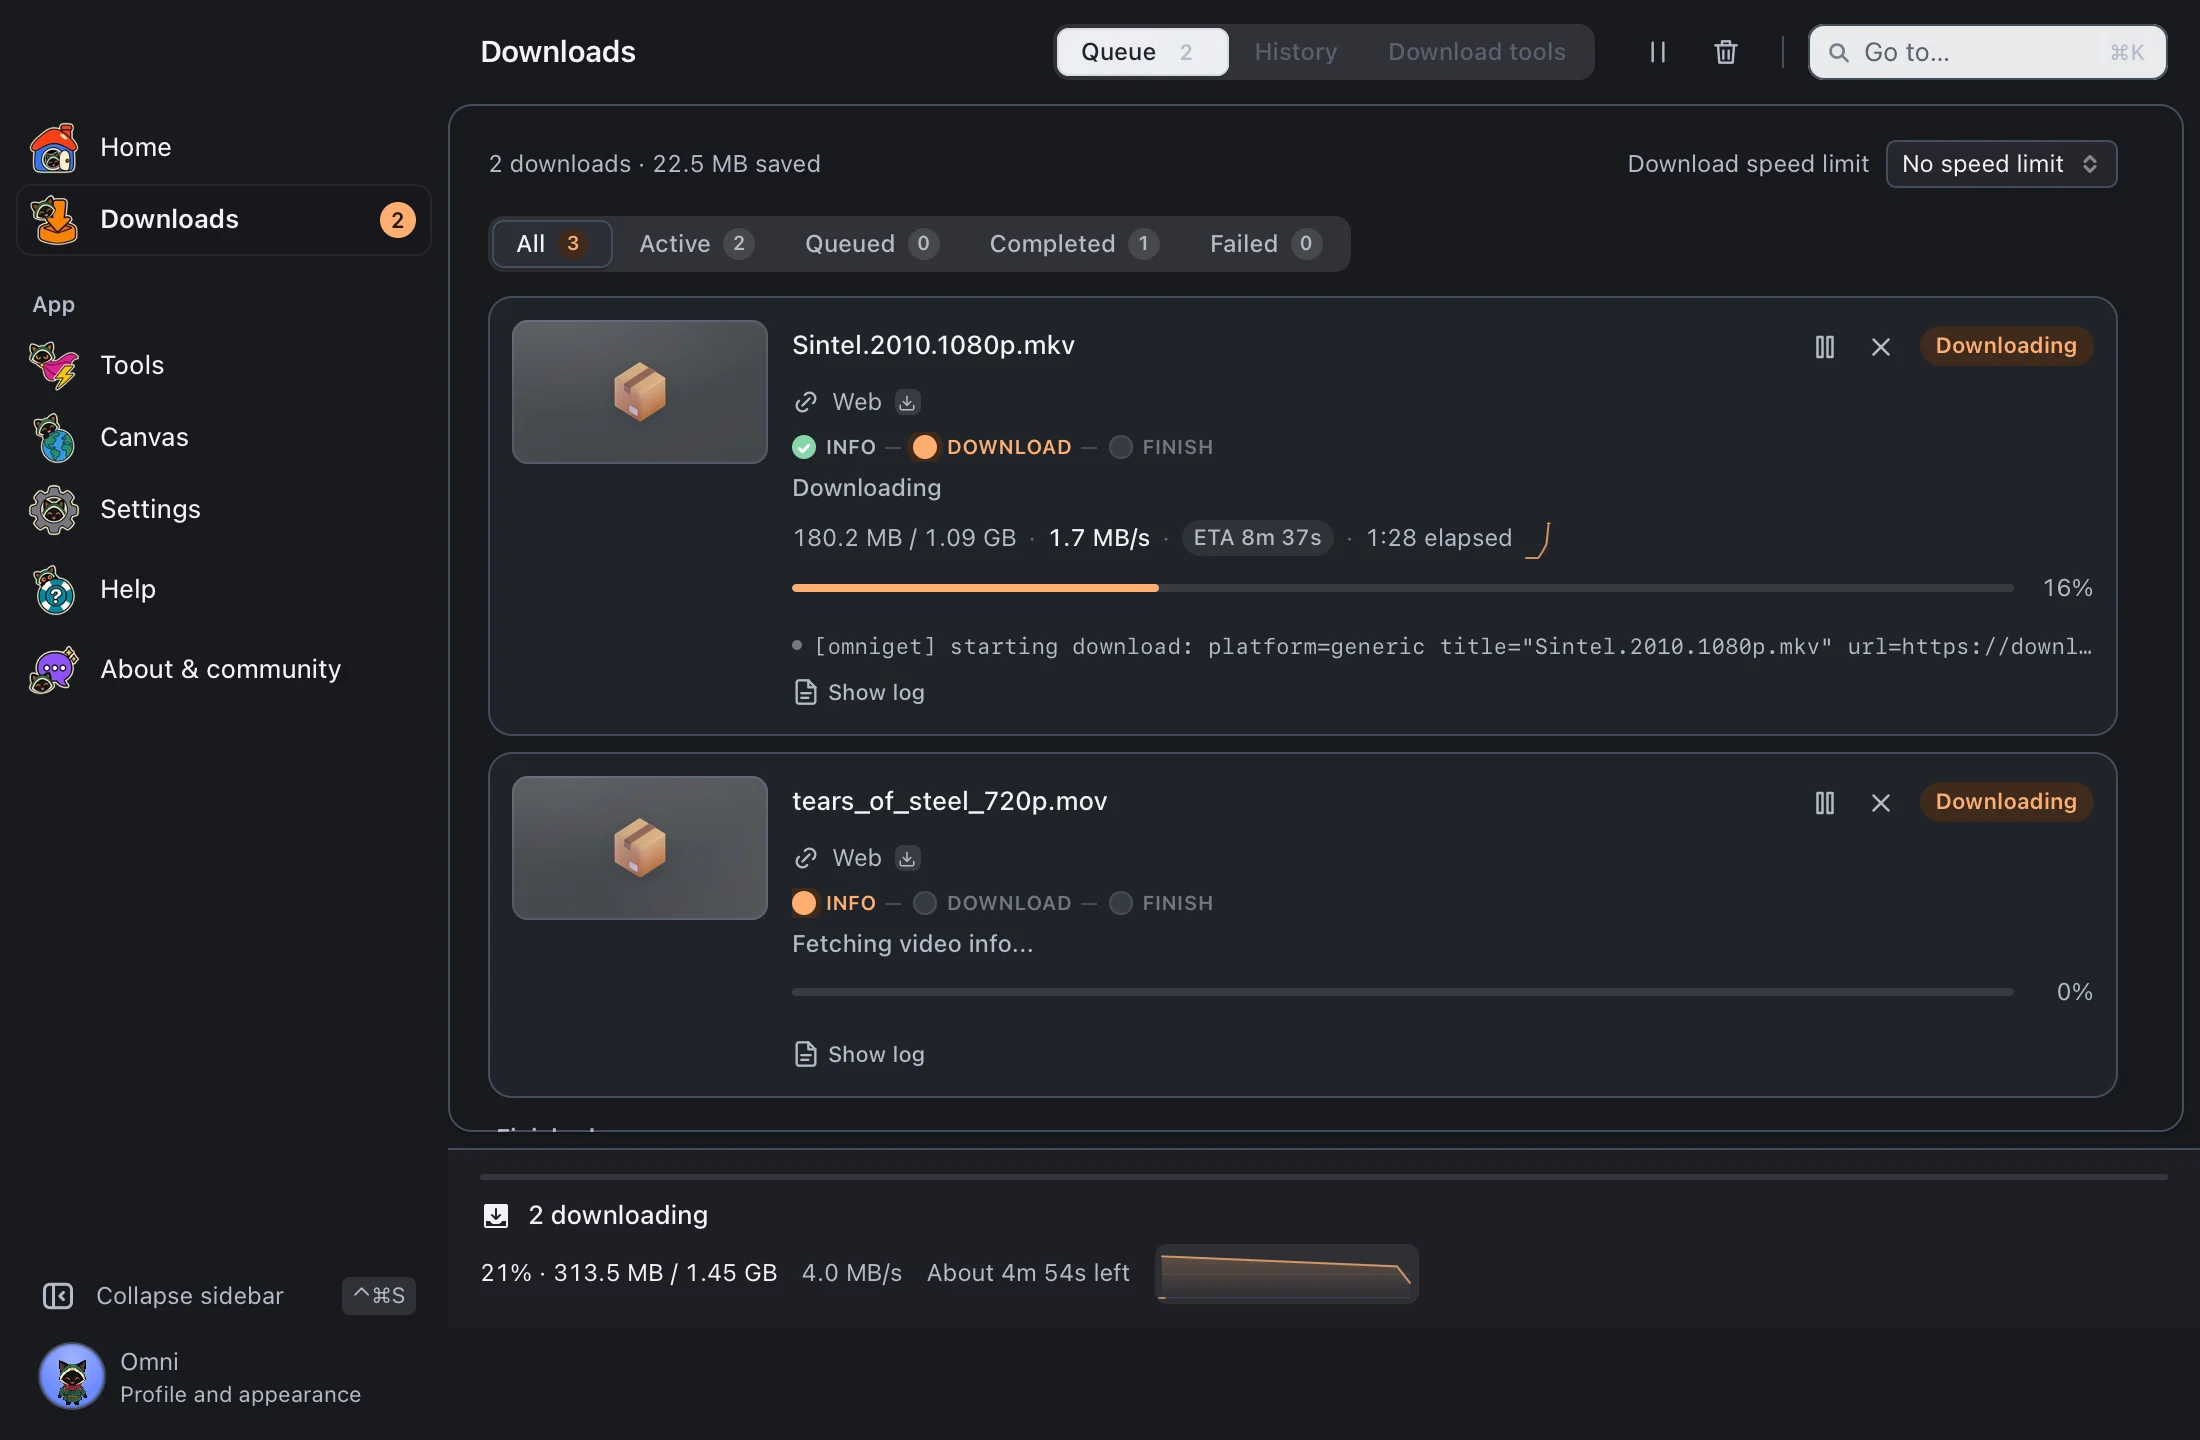 Downloads
Queue 2
History
Download tools
Go to...
⌘K
Home
Downloads 2
App
Tools
Canvas
Settings
Help
About & community
Collapse sidebar ^⌘S
Omni
Profile and appearance
2 downloads · 22.5 MB saved
Download speed limit
No speed limit
All 3
Active 2
Queued 0
Completed 1
Failed 0
Sintel.2010.1080p.mkv
Downloading
Web
INFO — DOWNLOAD — FINISH
Downloading
180.2 MB / 1.09 GB · 1.7 MB/s · ETA 8m 37s · 1:28 elapsed
16%
[omniget] starting download: platform=generic title="Sintel.2010.1080p.mkv" url=https://downl…
Show log
tears_of_steel_720p.mov
Downloading
Web
INFO — DOWNLOAD — FINISH
Fetching video info...
0%
Show log
2 downloading
21% · 313.5 MB / 1.45 GB 4.0 MB/s About 4m 54s left